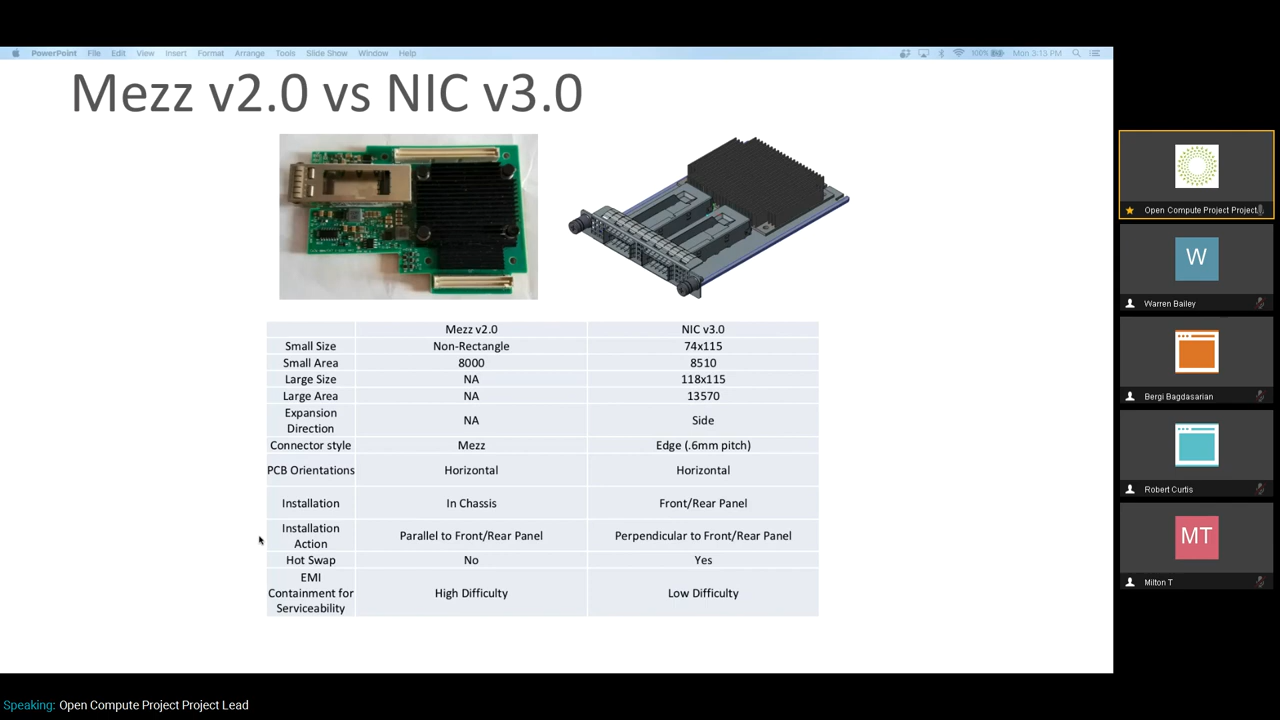 PowerPoint File Edit View Insert Format Arrange Tools Slide Show Window Help 100% Mon 3:15 PM
Mezz v2.0 vs NIC v3.0
Mezz v2.0 NIC v3.0
Small Size Non-Rectangle 74x115
Small Area 8000 8510
Large Size NA 118x115
Large Area NA 13570
Expansion
Direction NA Side
Connector style Mezz Edge (.6mm pitch)
PCB Orientations Horizontal Horizontal
Installation In Chassis Front/Rear Panel
Installation
Action Parallel to Front/Rear Panel Perpendicular to Front/Rear Panel
Hot Swap No Yes
EMI
Containment for
Serviceability High Difficulty Low Difficulty
Open Compute Project Project
W
Warren Bailey
Bergi Bagdasarian
Robert Curtis
MT
Milton T
Speaking: Open Compute Project Project Lead